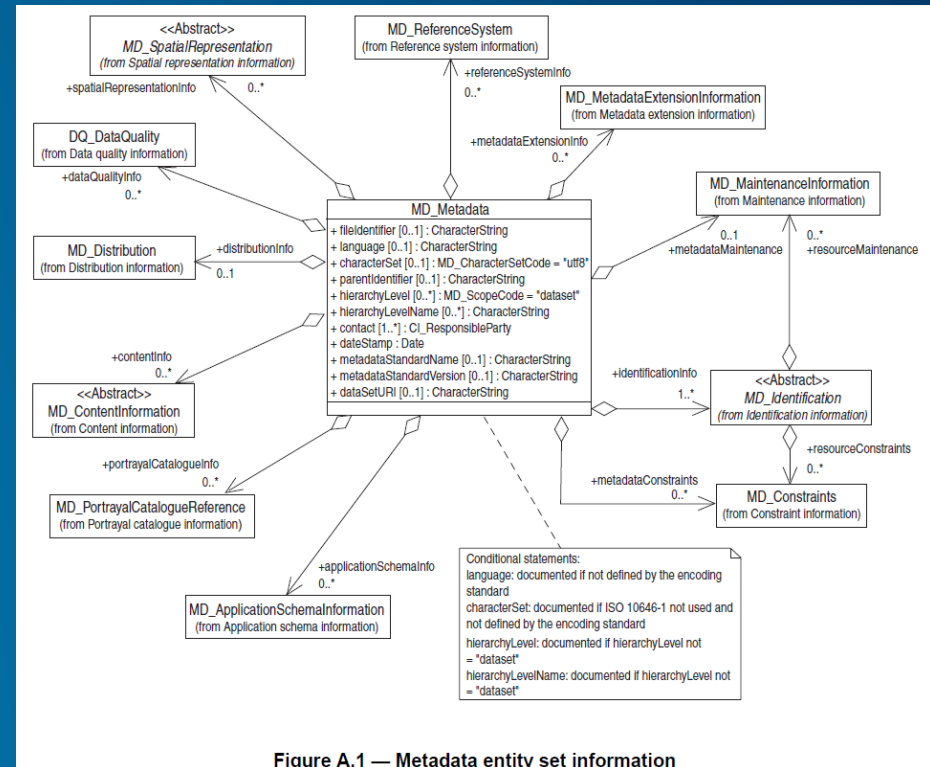 <<Abstract>>
MD_SpatialRepresentation
(from Spatial representation information)
+spatialRepresentationInfo
0..*
MD_ReferenceSystem
(from Reference system information)
+referenceSystemInfo
0..*
MD_MetadataExtensionInformation
(from Metadata extension information)
+metadataExtensionInfo
0..*
DQ_DataQuality
(from Data quality information)
+dataQualityInfo
0..*
MD_Distribution
(from Distribution information)
+distributionInfo
0..1
MD_Metadata
+ fileIdentifier [0..1] : CharacterString
+ language [0..1] : CharacterString
+ characterSet [0..1] : MD_CharacterSetCode = "utf8"
+ parentIdentifier [0..1] : CharacterString
+ hierarchyLevel [0..*] : MD_ScopeCode = "dataset"
+ hierarchyLevelName [0..*] : CharacterString
+ contact [1..*] : CI_ResponsibleParty
+ dateStamp : Date
+ metadataStandardName [0..1] : CharacterString
+ metadataStandardVersion [0..1] : CharacterString
+ dataSetURI [0..1] : CharacterString
MD_MaintenanceInformation
(from Maintenance information)
0..1
+metadataMaintenance
0..*
+resourceMaintenance
+contentInfo
0..*
<<Abstract>>
MD_ContentInformation
(from Content information)
+identificationInfo
1..*
<<Abstract>>
MD_Identification
(from Identification information)
+resourceConstraints
0..*
+metadataConstraints
0..*
MD_Constraints
(from Constraint information)
+portrayalCatalogueInfo
0..*
MD_PortrayalCatalogueReference
(from Portrayal catalogue information)
+applicationSchemaInfo
0..*
MD_ApplicationSchemaInformation
(from Application schema information)
Conditional statements:
language: documented if not defined by the encoding
standard
characterSet: documented if ISO 10646-1 not used and
not defined by the encoding standard
hierarchyLevel: documented if hierarchyLevel not
= "dataset"
hierarchyLevelName: documented if hierarchyLevel not
= "dataset"
Figure A.1 — Metadata entity set information